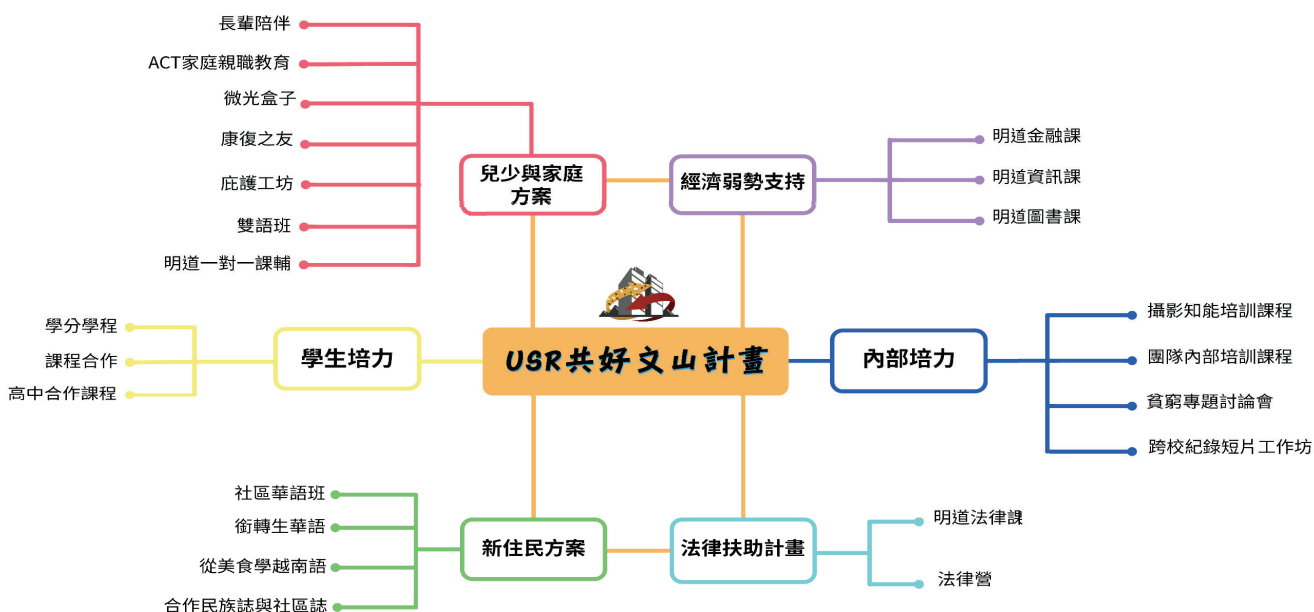 長輩陪伴
ACT家庭親職教育
微光盒子
康復之友
庇護工坊
雙語班
明道一對一課輔
兒少與家庭
方案
經濟弱勢支持
明道金融課
明道資訊課
明道圖書課
學分學程
課程合作
高中合作課程
學生培力
USR共好文山計畫
內部培力
攝影知能培訓課程
團隊內部培訓課程
貧窮專題討論會
跨校紀錄短片工作坊
社區華語班
銜轉生華語
從美食學越南語
合作民族誌與社區誌
新住民方案
法律扶助計畫
明道法律課
法律營